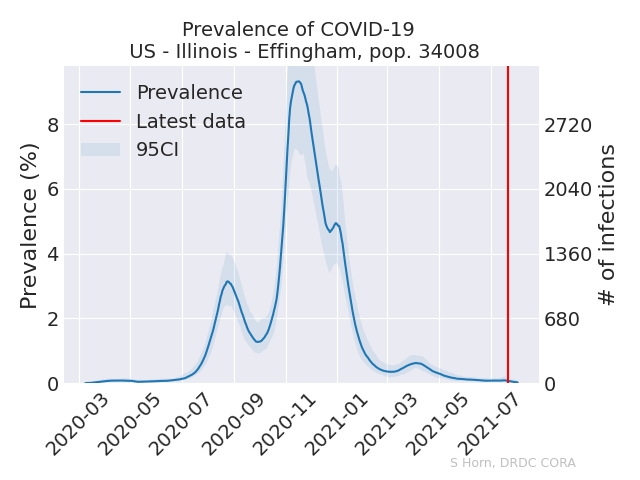 Prevalence of COVID-19
US - Illinois - Effingham, pop. 34008
Prevalence
Latest data
95CI
Prevalence (%)
8
6
4
2
0
2720
2040
1360
680
0
# of infections
2020-03
2020-05
2020-07
2020-09
2020-11
2021-01
2021-03
2021-05
2021-07
S Horn, DRDC CORA